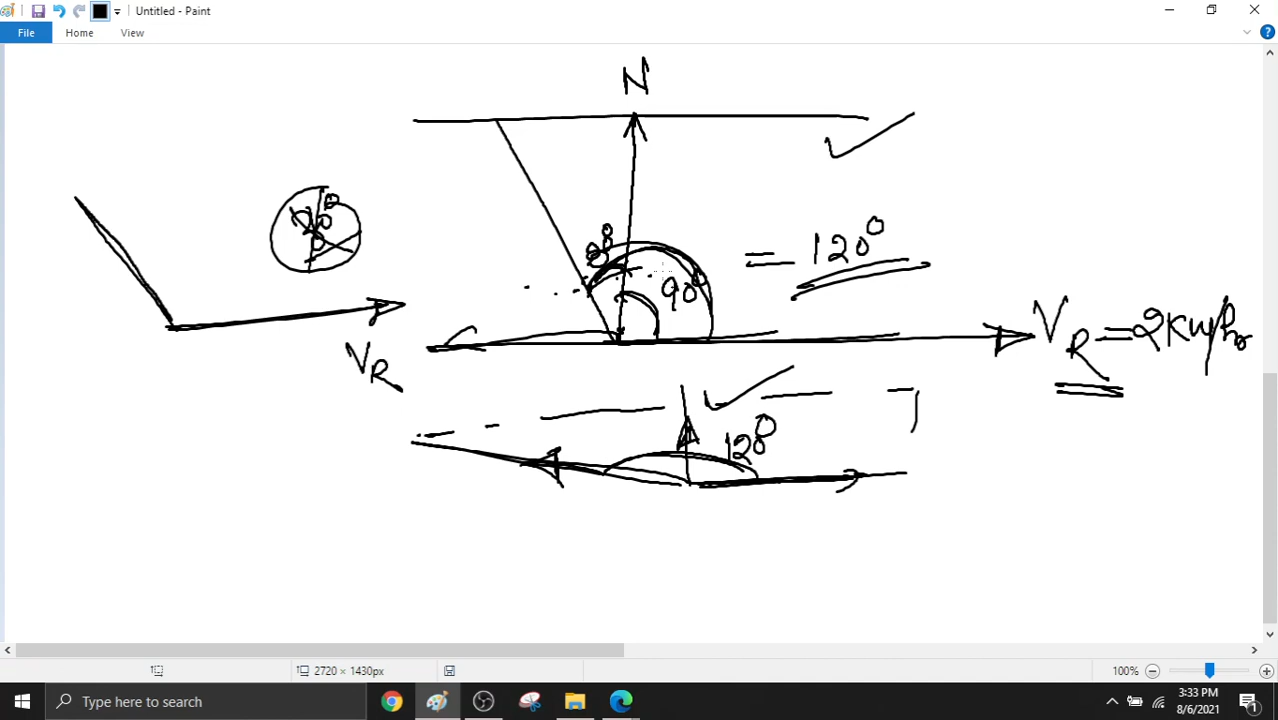 Untitled - Paint
File Home View
N
= 120°
90°
V_R = 2 Km/hr
V_R
120°
2720 × 1430px
100%
Type here to search
3:33 PM
8/6/2021
1